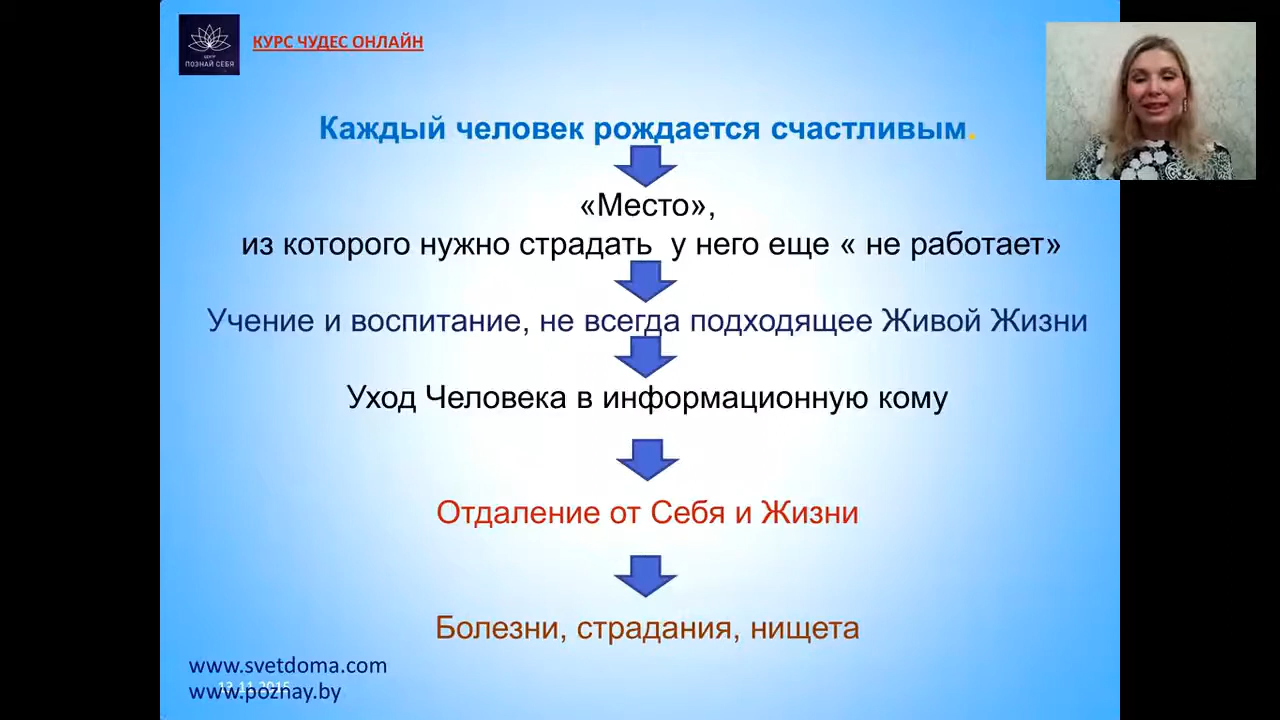 ЦЕНТР
ПОЗНАЙ СЕБЯ
КУРС ЧУДЕС ОНЛАЙН
Каждый человек рождается счастливым.
«Место»,
из которого нужно страдать у него еще « не работает»
Учение и воспитание, не всегда подходящее Живой Жизни
Уход Человека в информационную кому
Отдаление от Себя и Жизни
Болезни, страдания, нищета
www.svetdoma.com
www.poznay.by